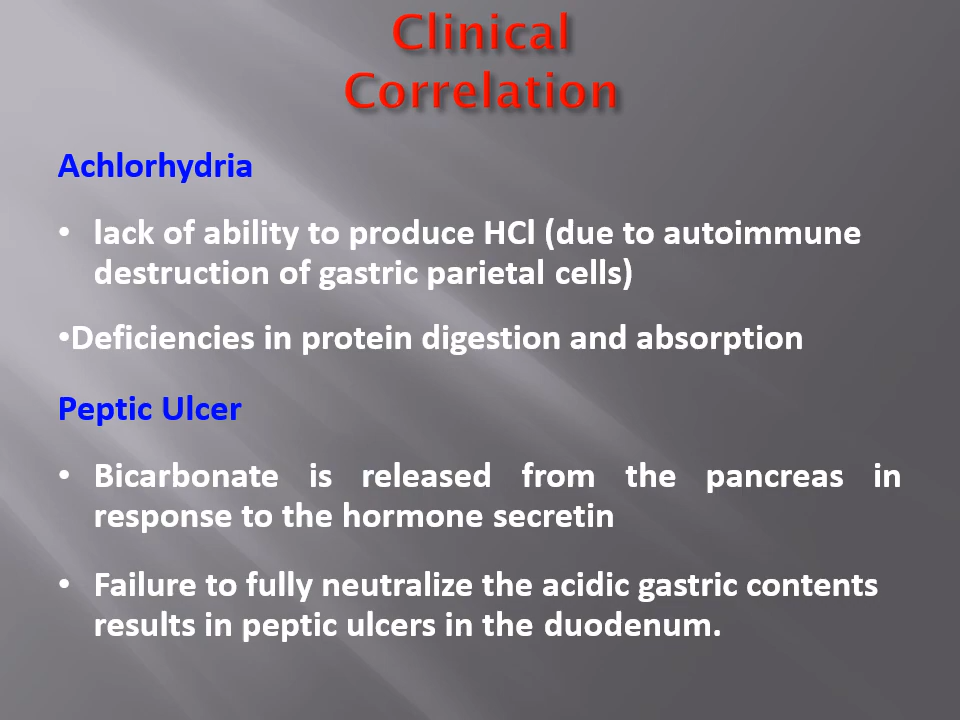 Clinical
Correlation
Achlorhydria
• lack of ability to produce HCl (due to autoimmune
destruction of gastric parietal cells)
•Deficiencies in protein digestion and absorption
Peptic Ulcer
• Bicarbonate is released from the pancreas in
response to the hormone secretin
• Failure to fully neutralize the acidic gastric contents
results in peptic ulcers in the duodenum.